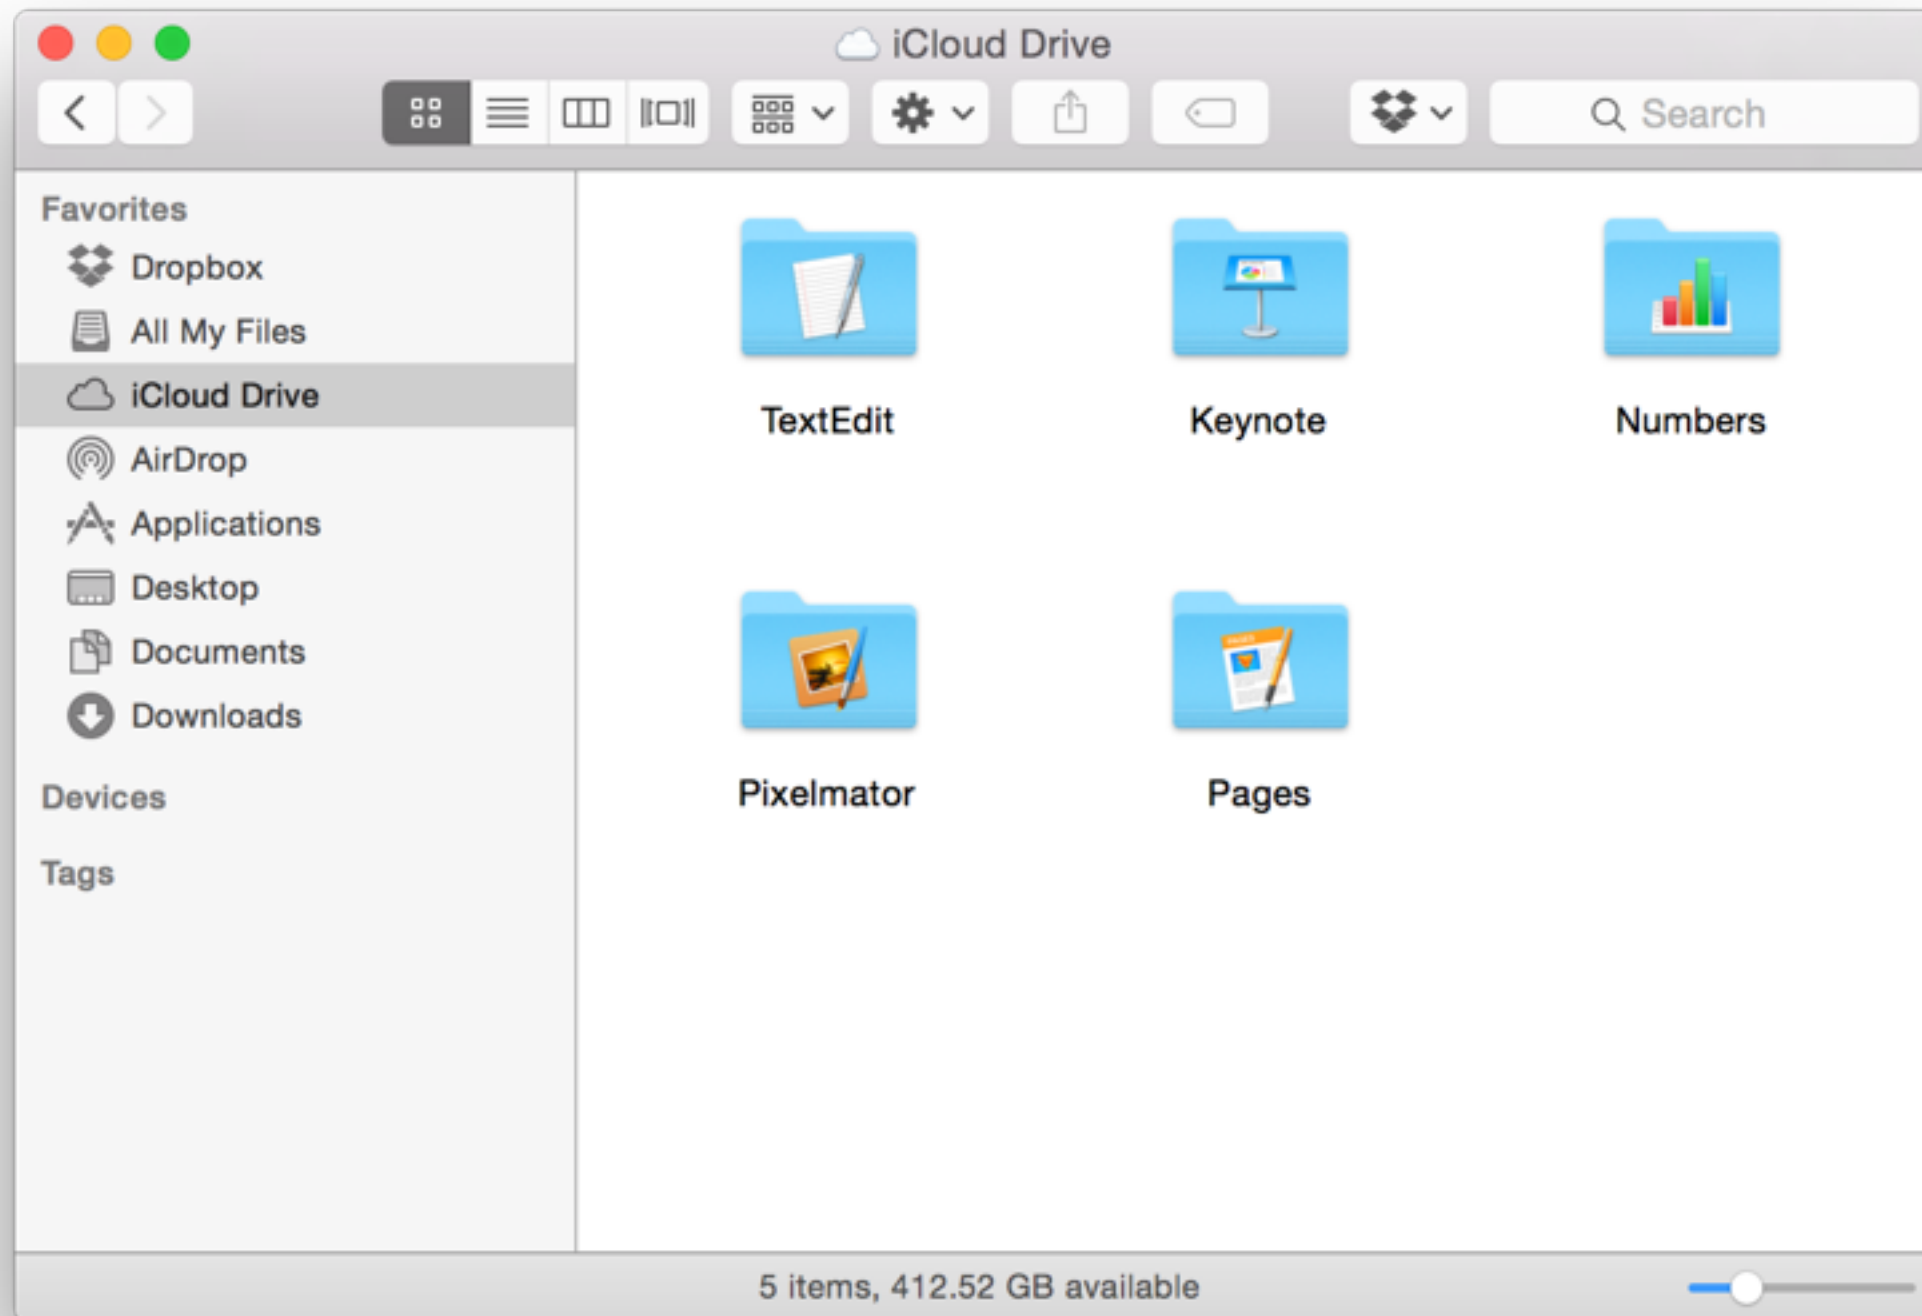 iCloud Drive
Search
Favorites
Dropbox
All My Files
iCloud Drive
AirDrop
Applications
Desktop
Documents
Downloads
Devices
Tags
TextEdit
Keynote
Numbers
Pixelmator
Pages
5 items, 412.52 GB available